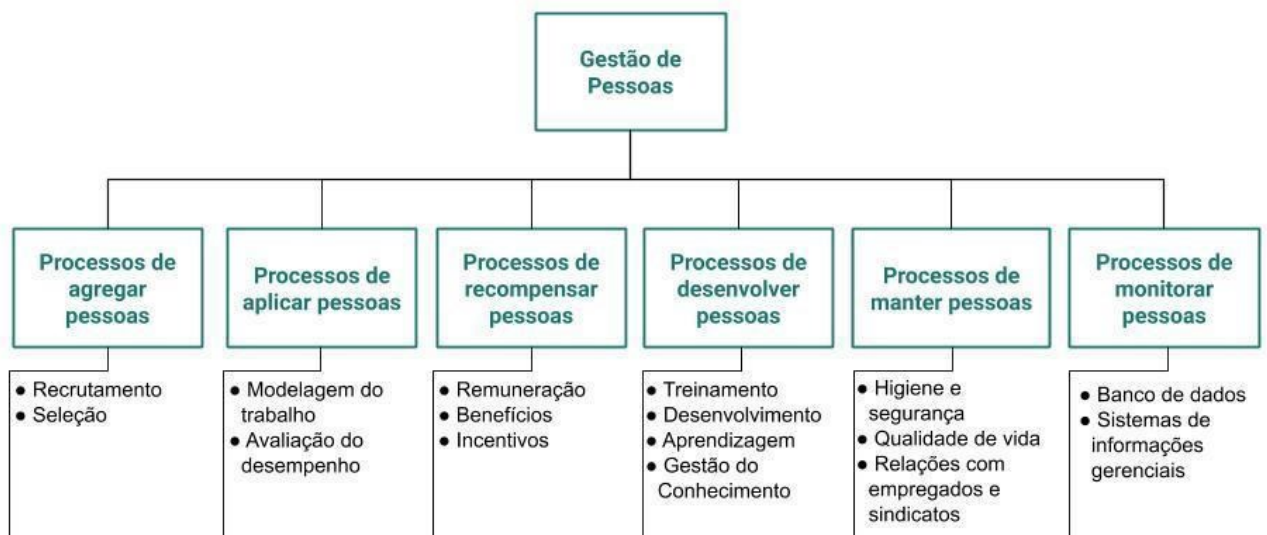 Gestão de
Pessoas
Processos de
agregar
pessoas
Processos de
aplicar pessoas
Processos de
recompensar
pessoas
Processos de
desenvolver
pessoas
Processos de
manter pessoas
Processos de
monitorar
pessoas
● Recrutamento
● Seleção
● Modelagem do
trabalho
● Avaliação do
desempenho
● Remuneração
● Benefícios
● Incentivos
● Treinamento
● Desenvolvimento
● Aprendizagem
● Gestão do
Conhecimento
● Higiene e
segurança
● Qualidade de vida
● Relações com
empregados e
sindicatos
● Banco de dados
● Sistemas de
informações
gerenciais